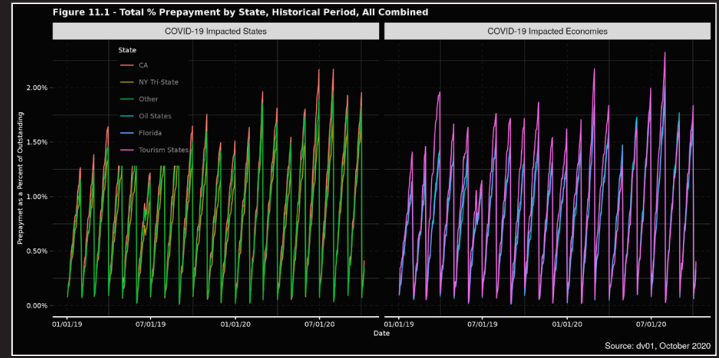 Figure 11.1 - Total % Prepayment by State, Historical Period, All Combined
COVID-19 Impacted States
COVID-19 Impacted Economies
State
CA
NY Tri-State
Other
Oil States
Florida
Tourism States
Prepaymet as a Percent of Outstanding
2.00%
1.50%
1.00%
0.50%
0.00%
01/01/19 07/01/19 01/01/20 07/01/20
01/01/19 07/01/19 01/01/20 07/01/20
Date
Source: dv01, October 2020